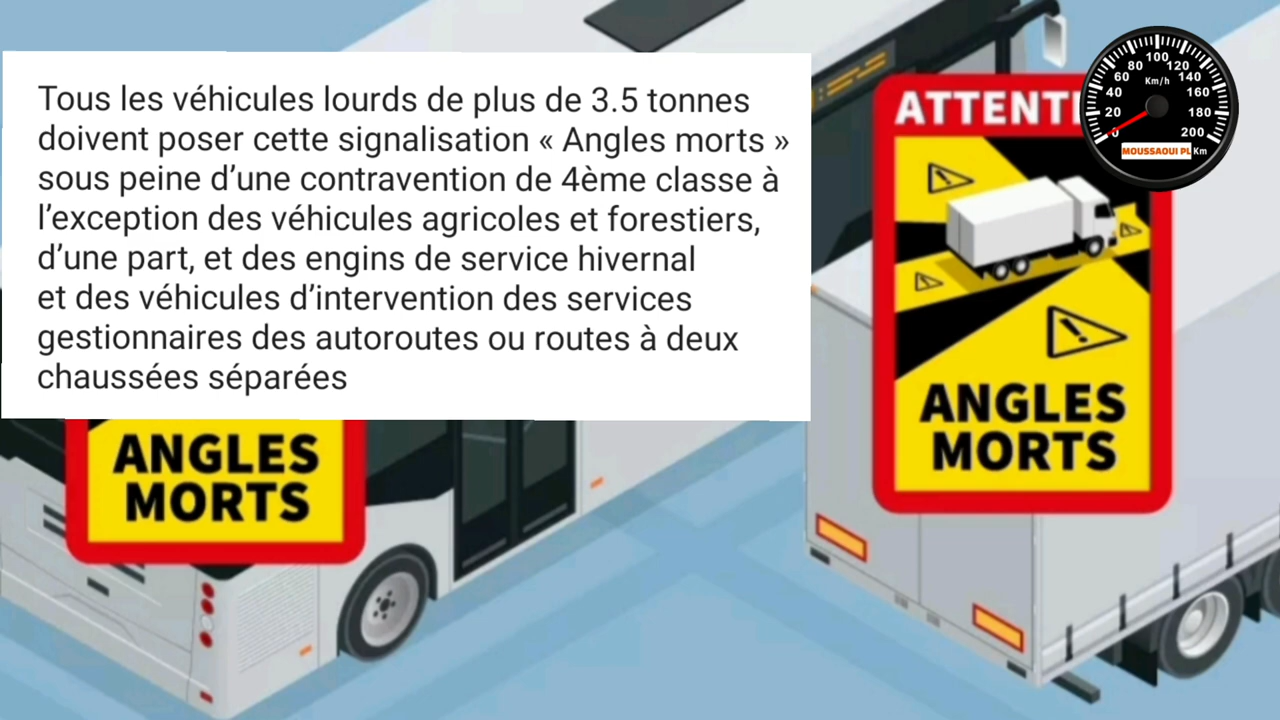 Tous les véhicules lourds de plus de 3.5 tonnes
doivent poser cette signalisation « Angles morts »
sous peine d’une contravention de 4ème classe à
l’exception des véhicules agricoles et forestiers,
d’une part, et des engins de service hivernal
et des véhicules d’intervention des services
gestionnaires des autoroutes ou routes à deux
chaussées séparées
ANGLES
MORTS
ATTENTI
ANGLES
MORTS
0 20 40 60 80 100 120 140 160 180 200
Km/h
MOUSSAOUI PL Km